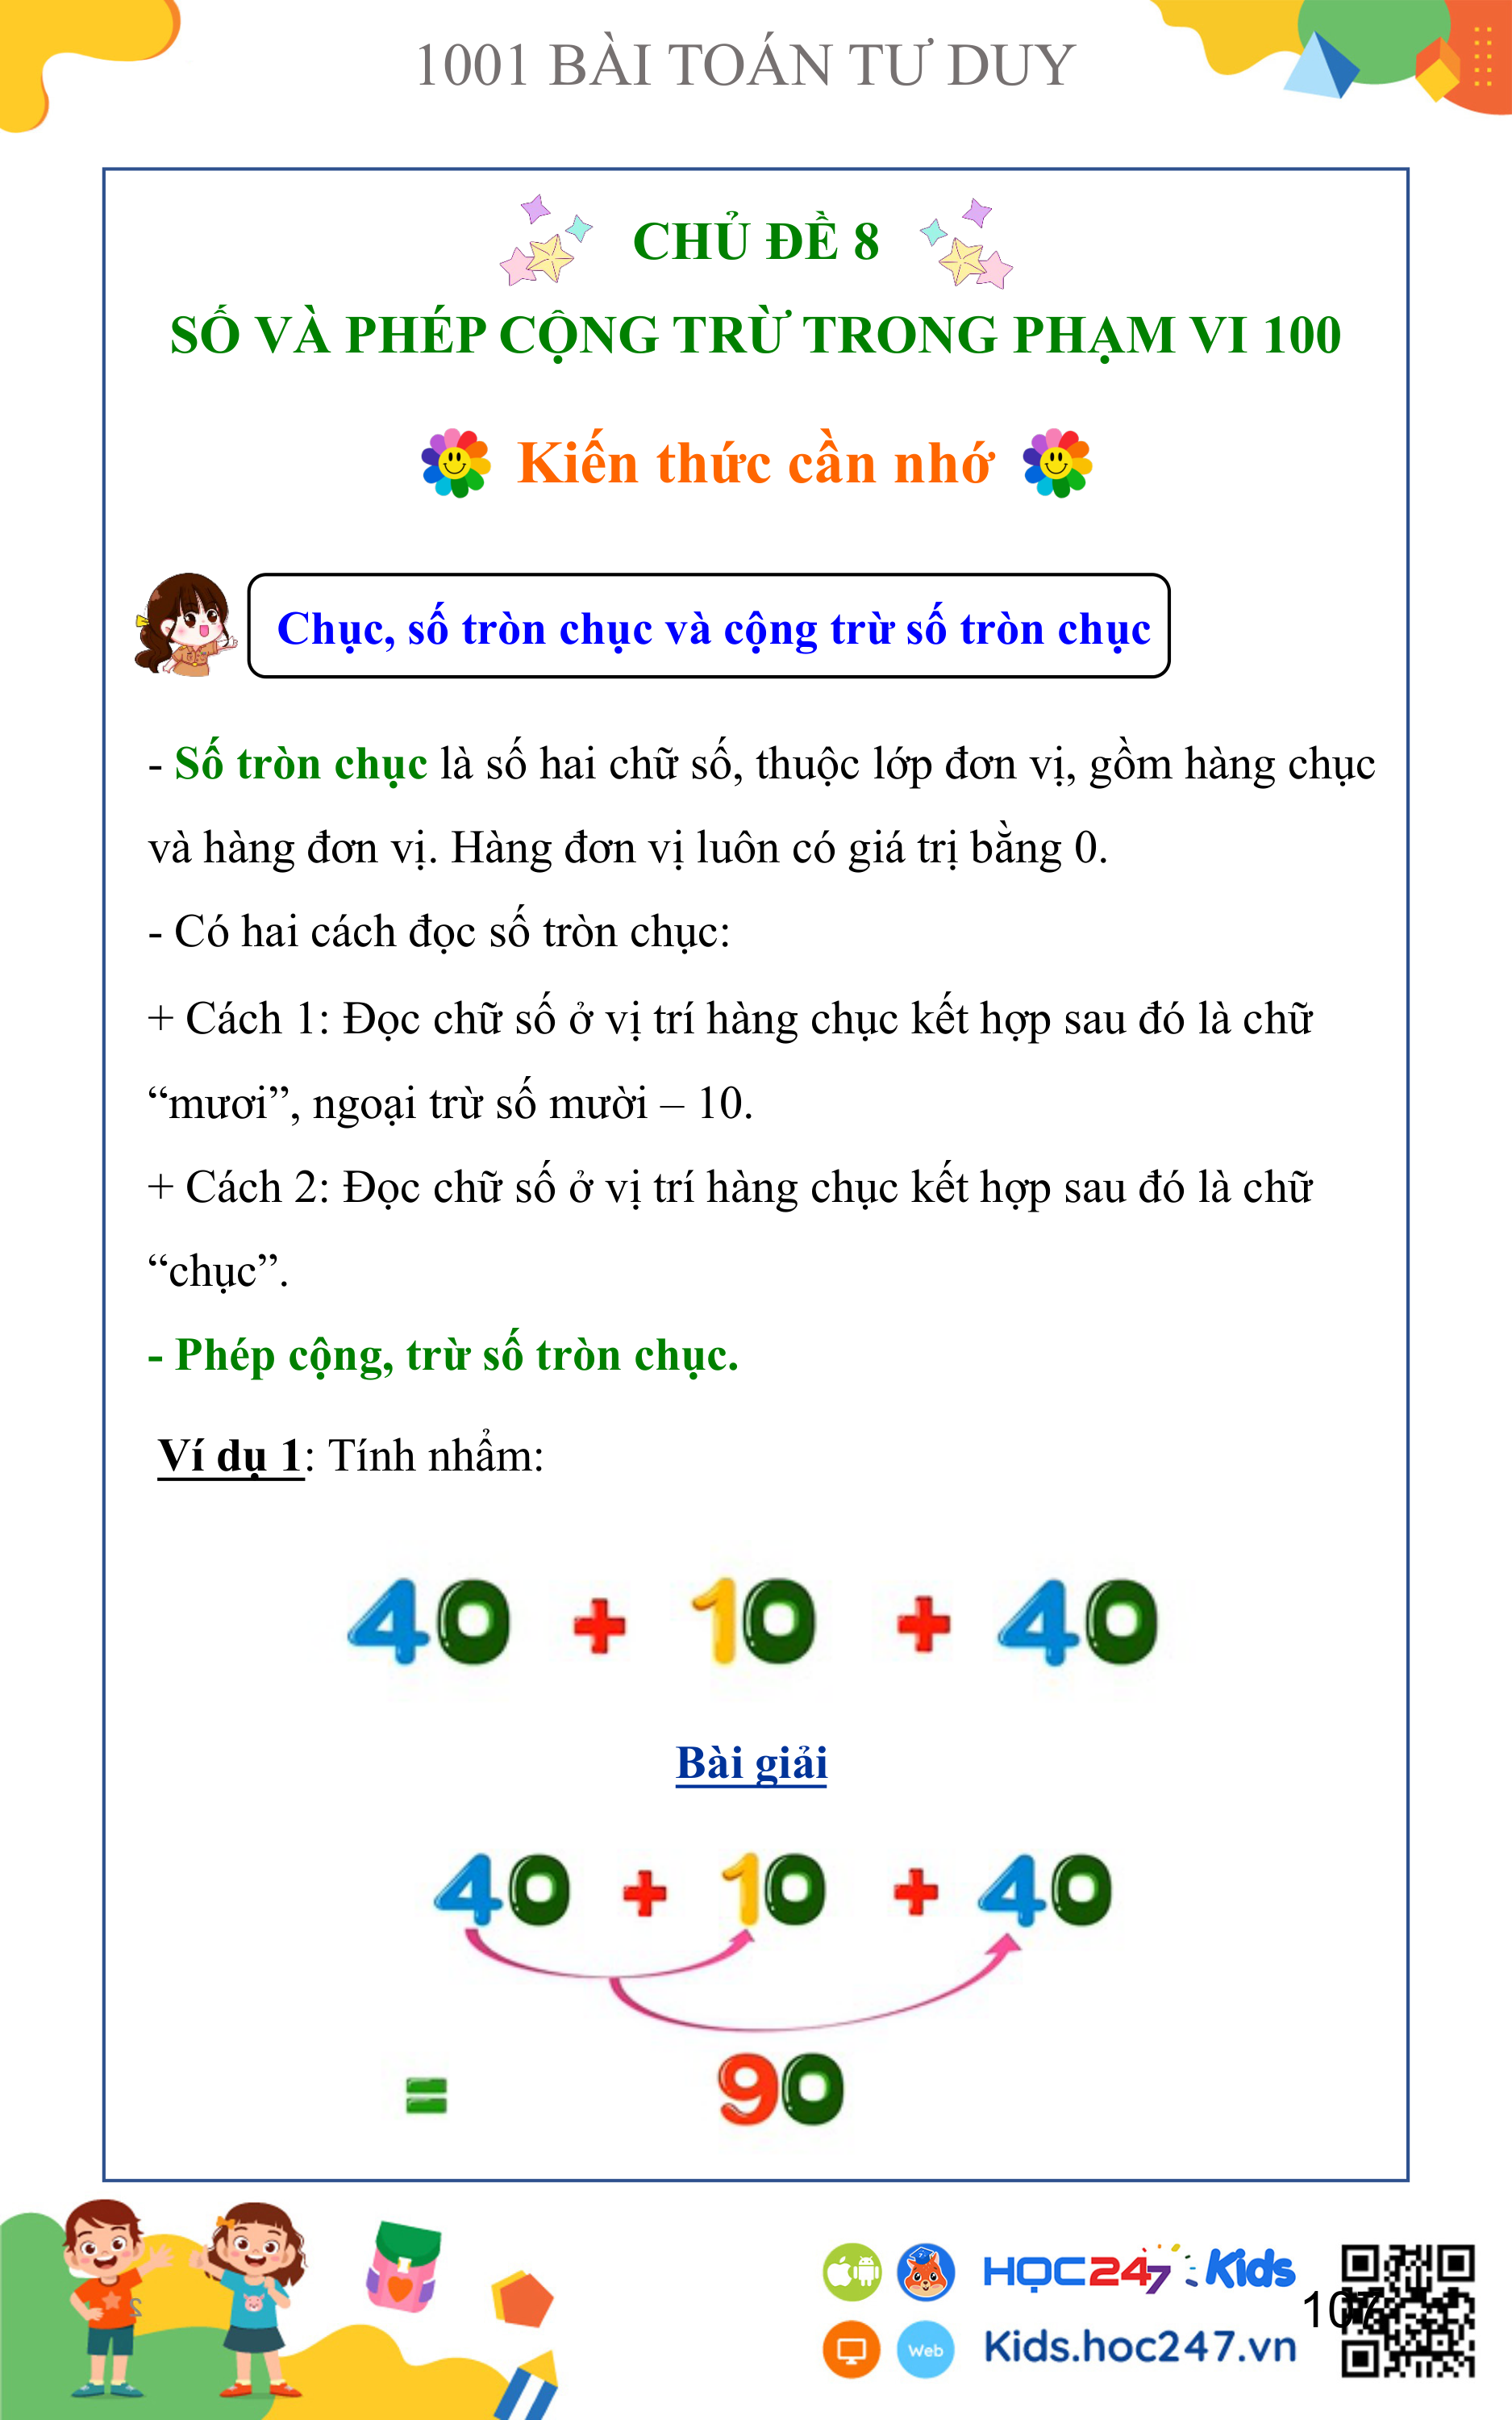 1001 BÀI TOÁN TƯ DUY
CHỦ ĐỀ 8
SỐ VÀ PHÉP CỘNG TRỪ TRONG PHẠM VI 100
Kiến thức cần nhớ
Chục, số tròn chục và cộng trừ số tròn chục
- Số tròn chục là số hai chữ số, thuộc lớp đơn vị, gồm hàng chục
và hàng đơn vị. Hàng đơn vị luôn có giá trị bằng 0.
- Có hai cách đọc số tròn chục:
+ Cách 1: Đọc chữ số ở vị trí hàng chục kết hợp sau đó là chữ
“mươi”, ngoại trừ số mười – 10.
+ Cách 2: Đọc chữ số ở vị trí hàng chục kết hợp sau đó là chữ
“chục”.
- Phép cộng, trừ số tròn chục.
Ví dụ 1: Tính nhẩm:
40 + 10 + 40
Bài giải
40 + 10 + 40
= 90
HỌC247 Kids
107
Web
Kids.hoc247.vn